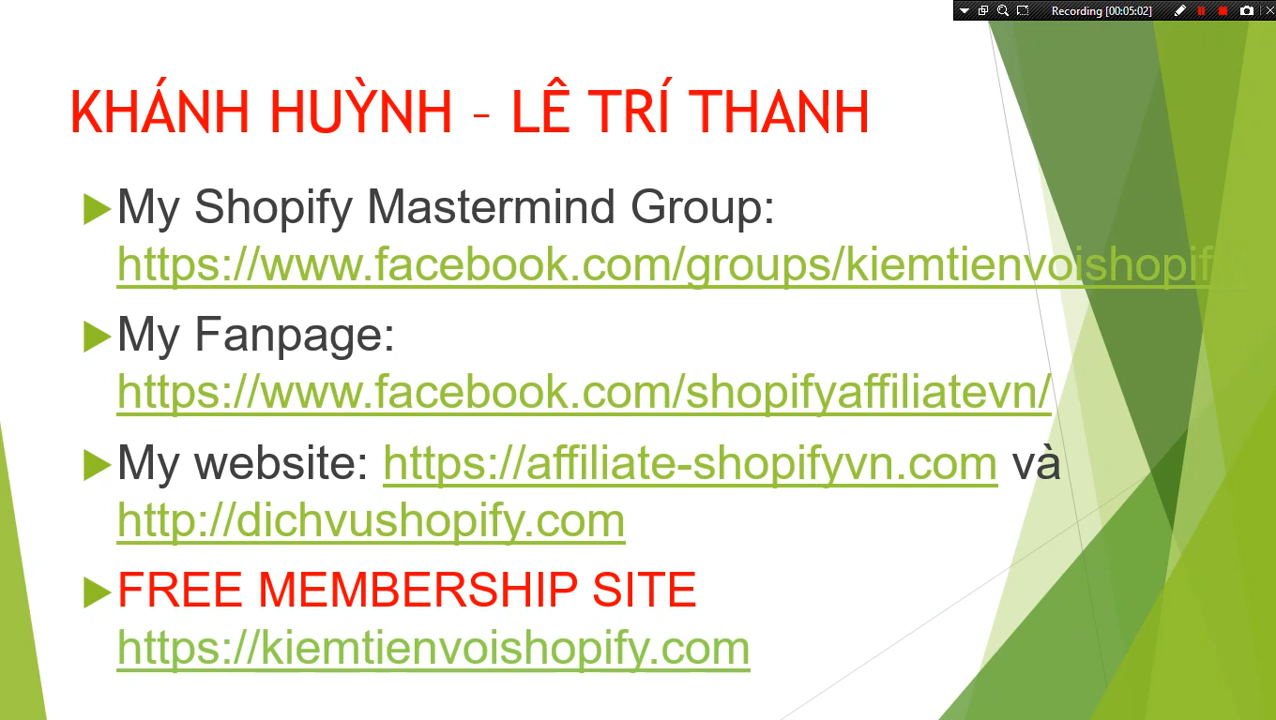 Recording [00:05:02]
KHÁNH HUỲNH – LÊ TRÍ THANH
My Shopify Mastermind Group:
https://www.facebook.com/groups/kiemtienvoishopify/
My Fanpage:
https://www.facebook.com/shopifyaffiliatevn/
My website: https://affiliate-shopifyvn.com và
http://dichvushopify.com
FREE MEMBERSHIP SITE
https://kiemtienvoishopify.com